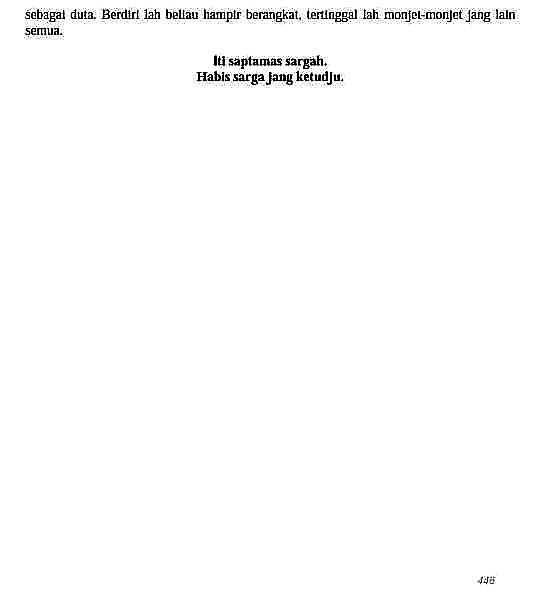 sebagai duta. Berdiri lah beliau hampir berangkat, tertinggal lah monjet-monjet jang lain
semua.
Iti saptamas sargah.
Habis sarga jang ketudju.
446